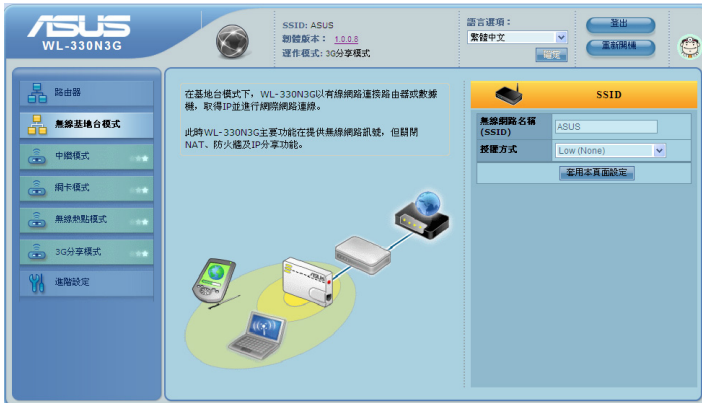 ASUS
WL-330N3G
SSID: ASUS
韌體版本： 1.0.0.8
運作模式: 3G分享模式
語言選項：
繁體中文
設定
登出
重新開機
路由器
無線基地台模式
中繼模式
網卡模式
無線熱點模式
3G分享模式
進階設定
在基地台模式下，WL-330N3G以有線網路連接路由器或數據
機，取得IP並進行網際網路連線。
此時WL-330N3G主要功能在提供無線網路訊號，但關閉
NAT、防火牆及IP分享功能。
/ISUS
SSID
無線網路名稱
(SSID)
ASUS
授權方式
Low (None)
套用本頁面設定